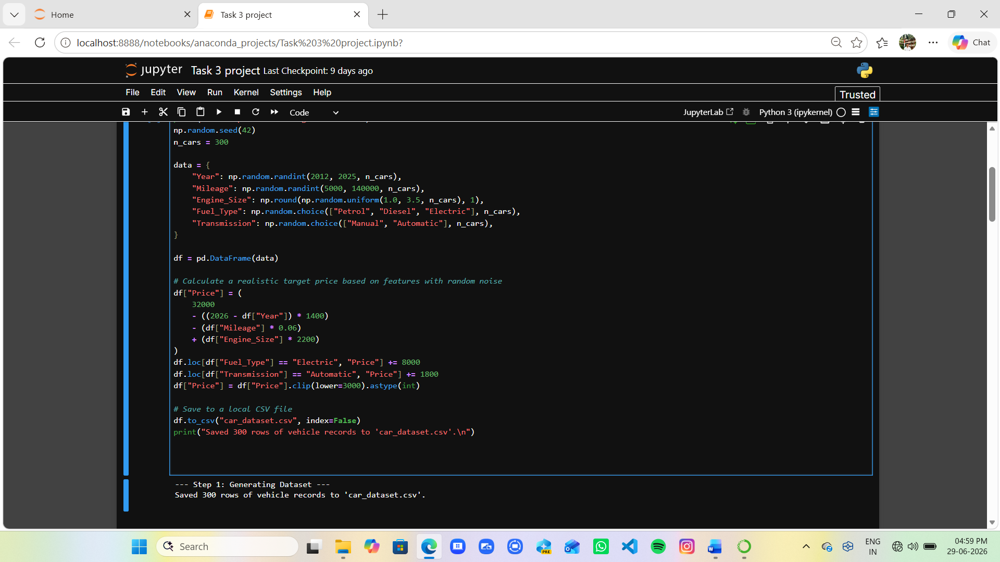 Home
Task 3 project
localhost:8888/notebooks/anaconda_projects/Task%203%20project.ipynb?
Chat
jupyter Task 3 project Last Checkpoint: 9 days ago
File Edit View Run Kernel Settings Help
Trusted
Code
JupyterLab
Python 3 (ipykernel)
np.random.seed(42)
n_cars = 300
data = {
    "Year": np.random.randint(2012, 2025, n_cars),
    "Mileage": np.random.randint(5000, 140000, n_cars),
    "Engine_Size": np.round(np.random.uniform(1.0, 3.5, n_cars), 1),
    "Fuel_Type": np.random.choice(["Petrol", "Diesel", "Electric"], n_cars),
    "Transmission": np.random.choice(["Manual", "Automatic"], n_cars),
}
df = pd.DataFrame(data)
# Calculate a realistic target price based on features with random noise
df["Price"] = (
    32000
    - ((2026 - df["Year"]) * 1400)
    - (df["Mileage"] * 0.06)
    + (df["Engine_Size"] * 2200)
)
df.loc[df["Fuel_Type"] == "Electric", "Price"] += 8000
df.loc[df["Transmission"] == "Automatic", "Price"] += 1800
df["Price"] = df["Price"].clip(lower=3000).astype(int)
# Save to a local CSV file
df.to_csv("car_dataset.csv", index=False)
print("Saved 300 rows of vehicle records to 'car_dataset.csv'.\n")
--- Step 1: Generating Dataset ---
Saved 300 rows of vehicle records to 'car_dataset.csv'.
Search
PRE
ENG
IN
04:59 PM
29-06-2026